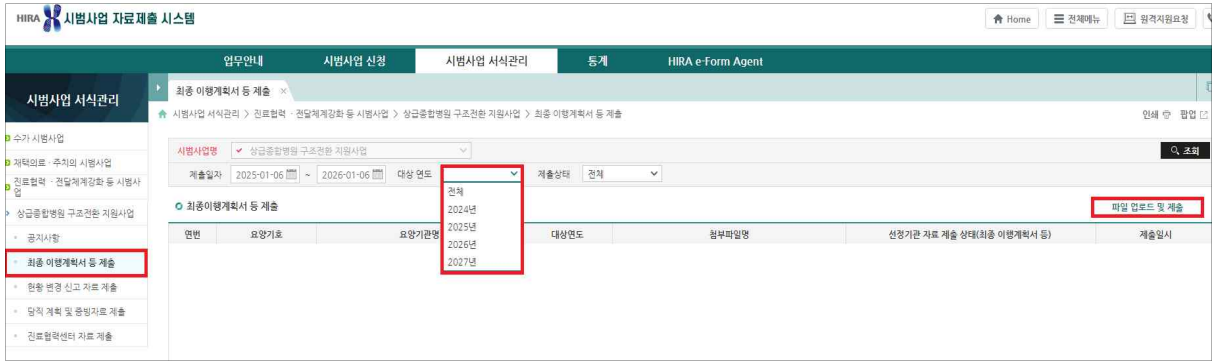 HIRA 시범사업 자료제출 시스템
Home 전체메뉴 원격지원요청
업무안내 시범사업 신청 시범사업 서식관리 통계 HIRA e-Form Agent
시범사업 서식관리
최종 이행계획서 등 제출 ×
시범사업 서식관리 > 진료협력ㆍ전달체계강화 등 시범사업 > 상급종합병원 구조전환 지원사업 > 최종 이행계획서 등 제출
인쇄 팝업
수가 시범사업
재택의료ㆍ주치의 시범사업
진료협력ㆍ전달체계강화 등 시범사
업
상급종합병원 구조전환 지원사업
공지사항
최종 이행계획서 등 제출
현황 변경 신고 자료 제출
당직 계획 및 증빙자료 제출
진료협력센터 자료 제출
시범사업명 상급종합병원 구조전환 지원사업
조회
제출일자 2025-01-06 ~ 2026-01-06 대상 연도 제출상태 전체
전체
2024년
2025년
2026년
2027년
최종이행계획서 등 제출
파일 업로드 및 제출
연번 요양기호 요양기관명 대상연도 첨부파일명 선정기관 자료 제출 상태(최종 이행계획서 등) 제출일시